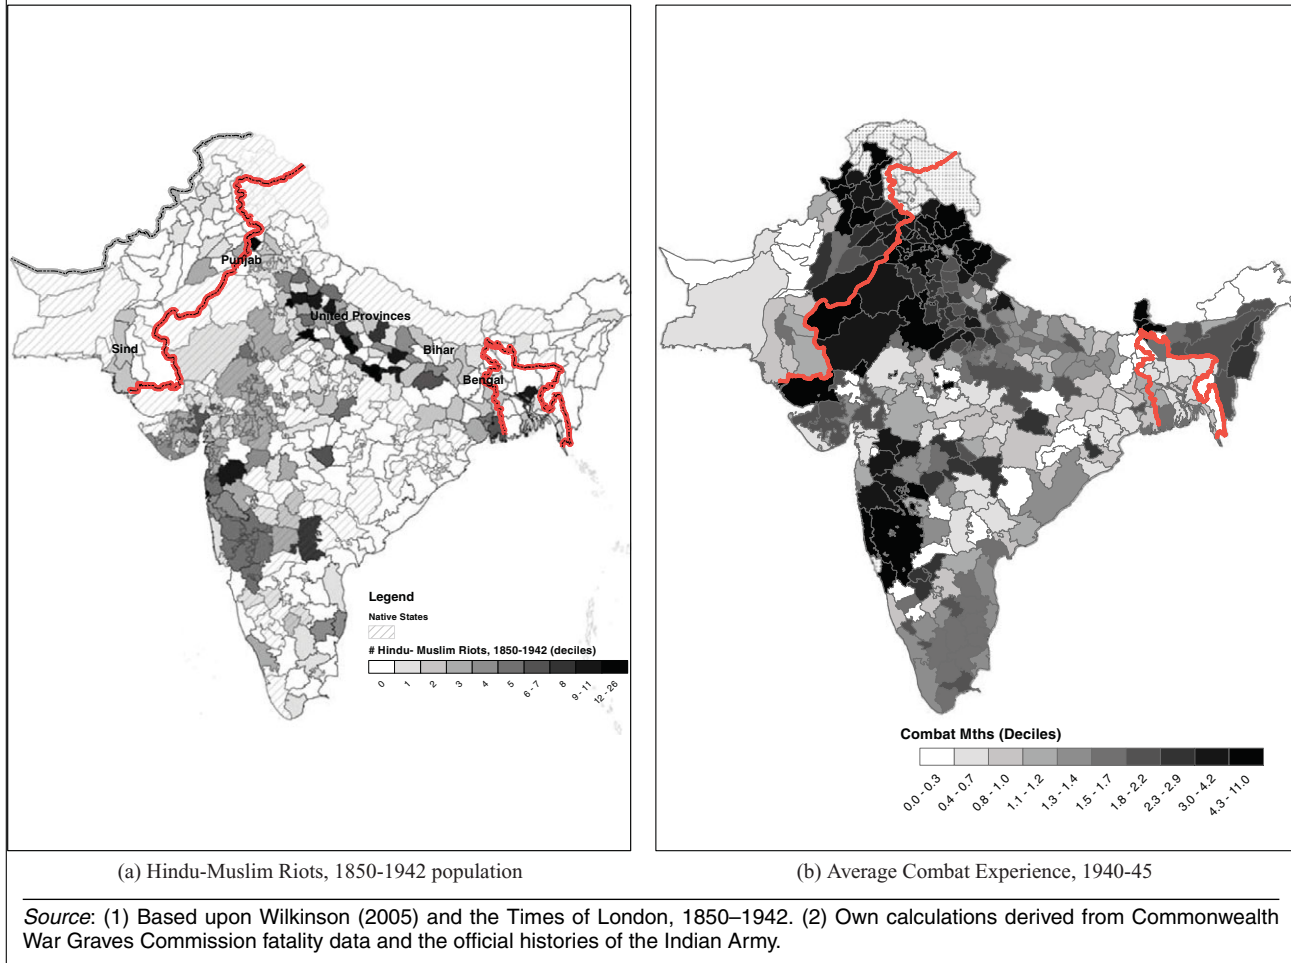 Punjab
United Provinces
Sind
Bihar
Bengal
Legend
Native States
# Hindu- Muslim Riots, 1850-1942 (deciles)
0
1
2
3
4
5
6 - 7
8
9 - 11
12 - 26
Combat Mths (Deciles)
0.0 - 0.3
0.4 - 0.7
0.8 - 1.0
1.1 - 1.2
1.3 - 1.4
1.5 - 1.7
1.8 - 2.2
2.3 - 2.9
3.0 - 4.2
4.3 - 11.0
(a) Hindu-Muslim Riots, 1850-1942 population
(b) Average Combat Experience, 1940-45
Source: (1) Based upon Wilkinson (2005) and the Times of London, 1850–1942. (2) Own calculations derived from Commonwealth
War Graves Commission fatality data and the official histories of the Indian Army.